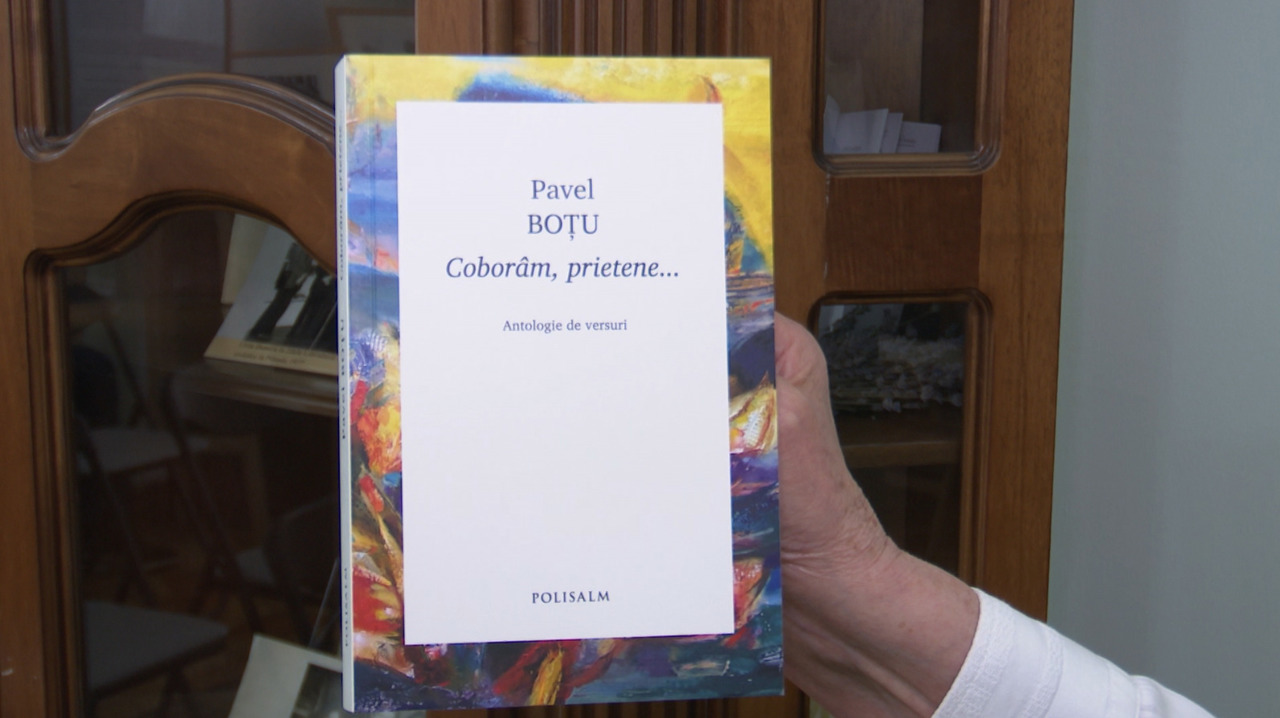 Pavel
BOȚU
Coborâm, prietene...
Antologie de versuri
POLISALM